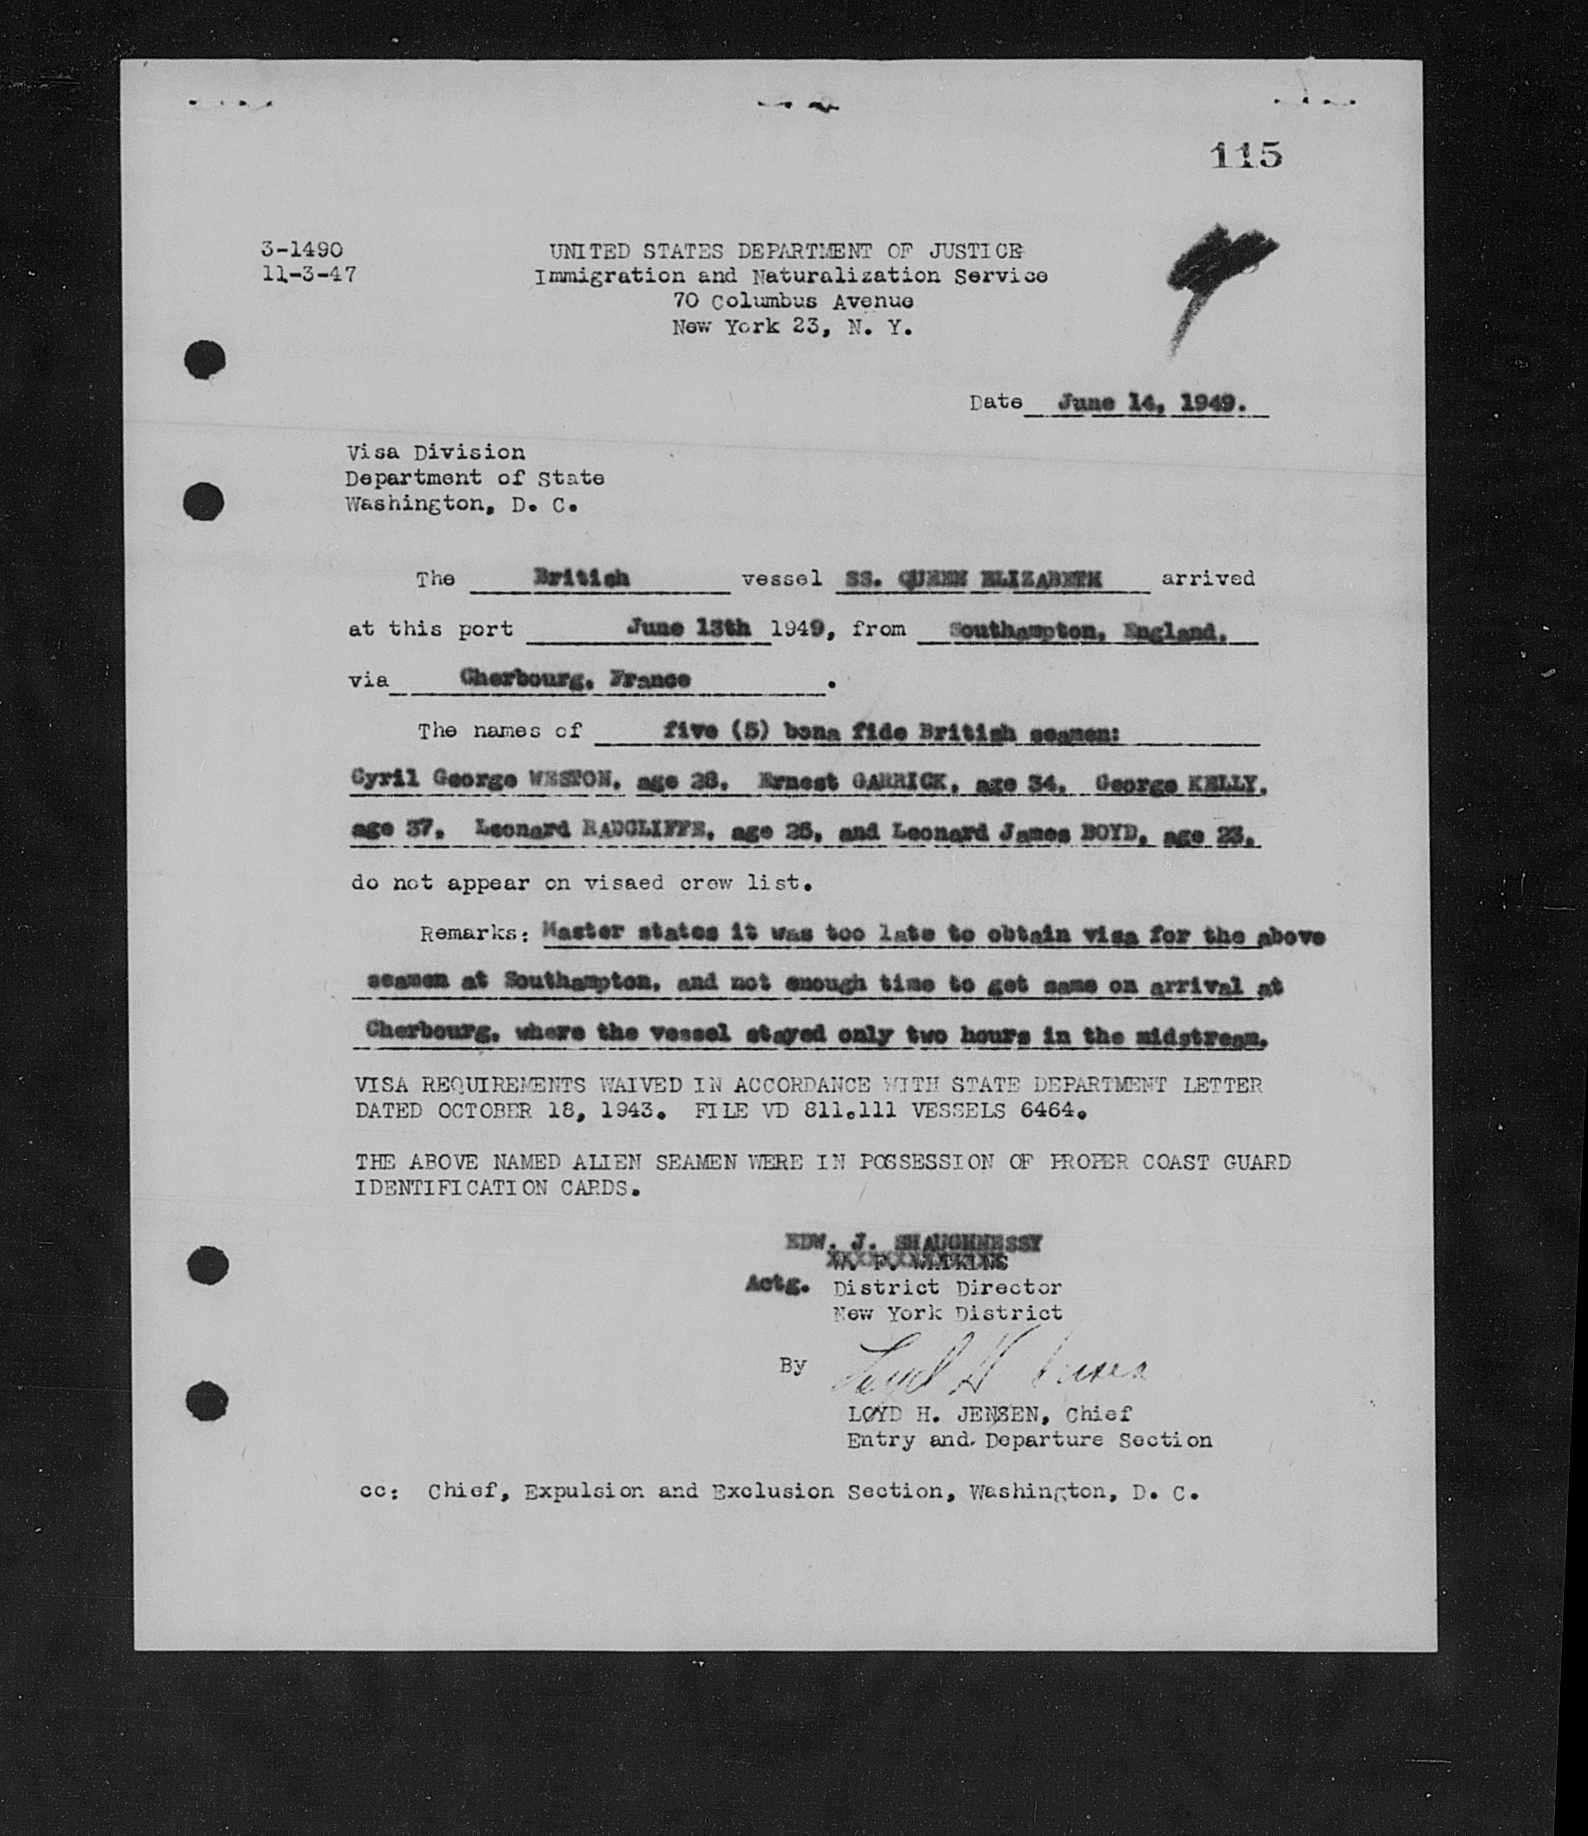 115
3-1490
11-3-47
UNITED STATES DEPARTMENT OF JUSTICE
Immigration and Naturalization Service
70 Columbus Avenue
New York 23, N. Y.
Date June 14, 1949.
Visa Division
Department of State
Washington, D. C.
The British vessel SS. QUEEN ELIZABETH arrived
at this port June 13th 1949, from Southampton, England.
via Cherbourg, France .
The names of five (5) bona fide British seamen:
Cyril George WESTON, age 28, Ernest GARRICK, age 34, George KELLY,
age 37, Leonard RADCLIFFE, age 25, and Leonard James BOYD, age 23,
do not appear on visaed crew list.
Remarks: Master states it was too late to obtain visa for the above
seamen at Southampton, and not enough time to get same on arrival at
Cherbourg, where the vessel stayed only two hours in the midstream.
VISA REQUIREMENTS WAIVED IN ACCORDANCE WITH STATE DEPARTMENT LETTER
DATED OCTOBER 18, 1943. FILE VD 811.111 VESSELS 6464.
THE ABOVE NAMED ALIEN SEAMEN WERE IN POSSESSION OF PROPER COAST GUARD
IDENTIFICATION CARDS.
EDW. J. SHAUGHNESSY
W. F. WATKINS
Actg. District Director
New York District
By Loyd H Jensen
LOYD H. JENSEN, Chief
Entry and Departure Section
cc: Chief, Expulsion and Exclusion Section, Washington, D. C.